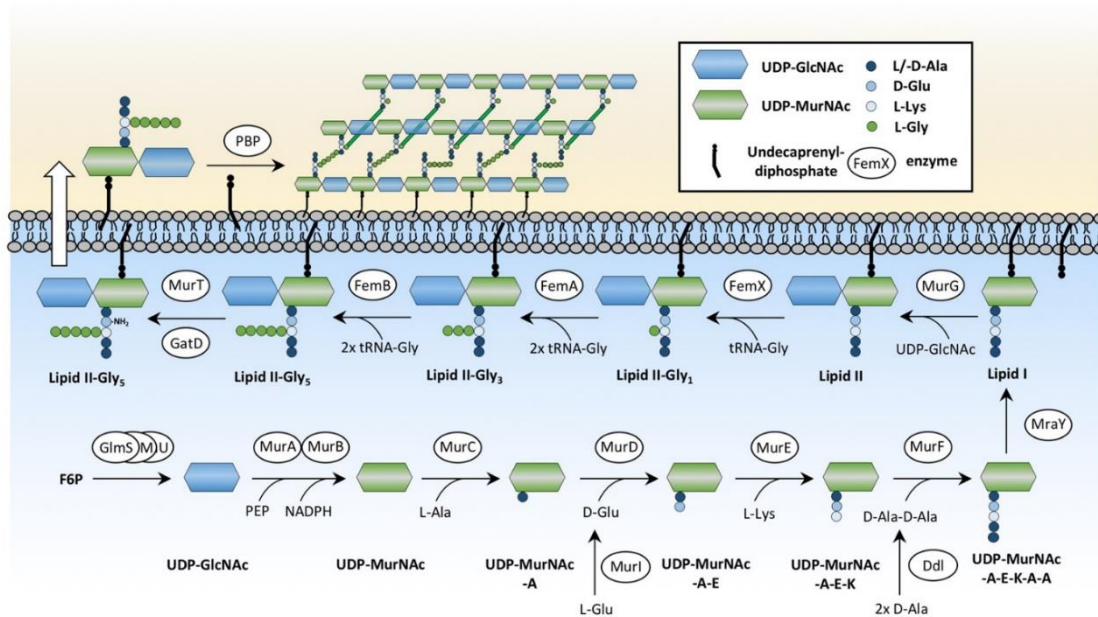 UDP-GlcNAc
UDP-MurNAc
Undecaprenyl-
diphosphate
L/-D-Ala
D-Glu
L-Lys
L-Gly
FemX
enzyme
PBP
MurT
GatD
FemB
2x tRNA-Gly
FemA
2x tRNA-Gly
FemX
tRNA-Gly
MurG
UDP-GlcNAc
-NH2
Lipid II-Gly5
Lipid II-Gly5
Lipid II-Gly3
Lipid II-Gly1
Lipid II
Lipid I
MraY
F6P
GlmS
U
MurA
MurB
PEP
NADPH
MurC
L-Ala
MurD
D-Glu
MurE
L-Lys
MurF
D-Ala-D-Ala
UDP-GlcNAc
UDP-MurNAc
UDP-MurNAc
-A
MurI
L-Glu
UDP-MurNAc
-A-E
UDP-MurNAc
-A-E-K
Ddl
2x D-Ala
UDP-MurNAc
-A-E-K-A-A